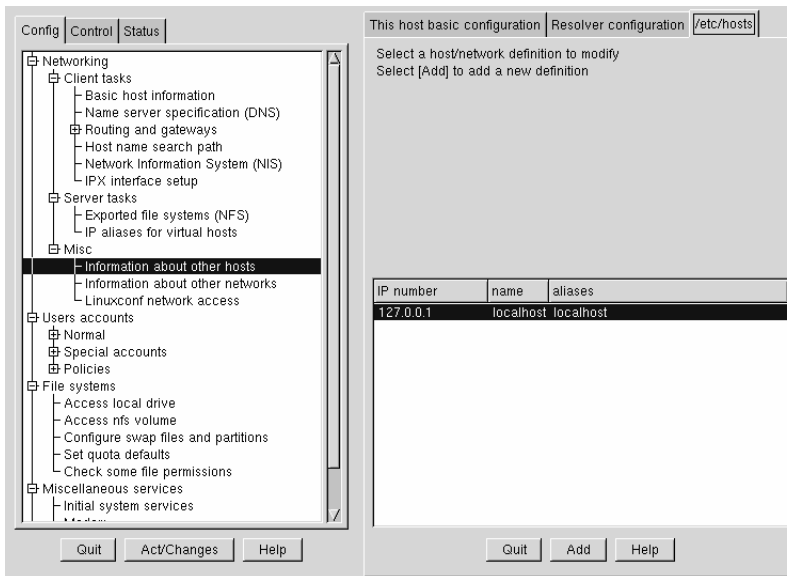 Config Control Status
Networking
Client tasks
Basic host information
Name server specification (DNS)
Routing and gateways
Host name search path
Network Information System (NIS)
IPX interface setup
Server tasks
Exported file systems (NFS)
IP aliases for virtual hosts
Misc
Information about other hosts
Information about other networks
Linuxconf network access
Users accounts
Normal
Special accounts
Policies
File systems
Access local drive
Access nfs volume
Configure swap files and partitions
Set quota defaults
Check some file permissions
Miscellaneous services
Initial system services
Quit Act/Changes Help
This host basic configuration Resolver configuration /etc/hosts
Select a host/network definition to modify
Select [Add] to add a new definition
IP number name aliases
127.0.0.1 localhost localhost
Quit Add Help